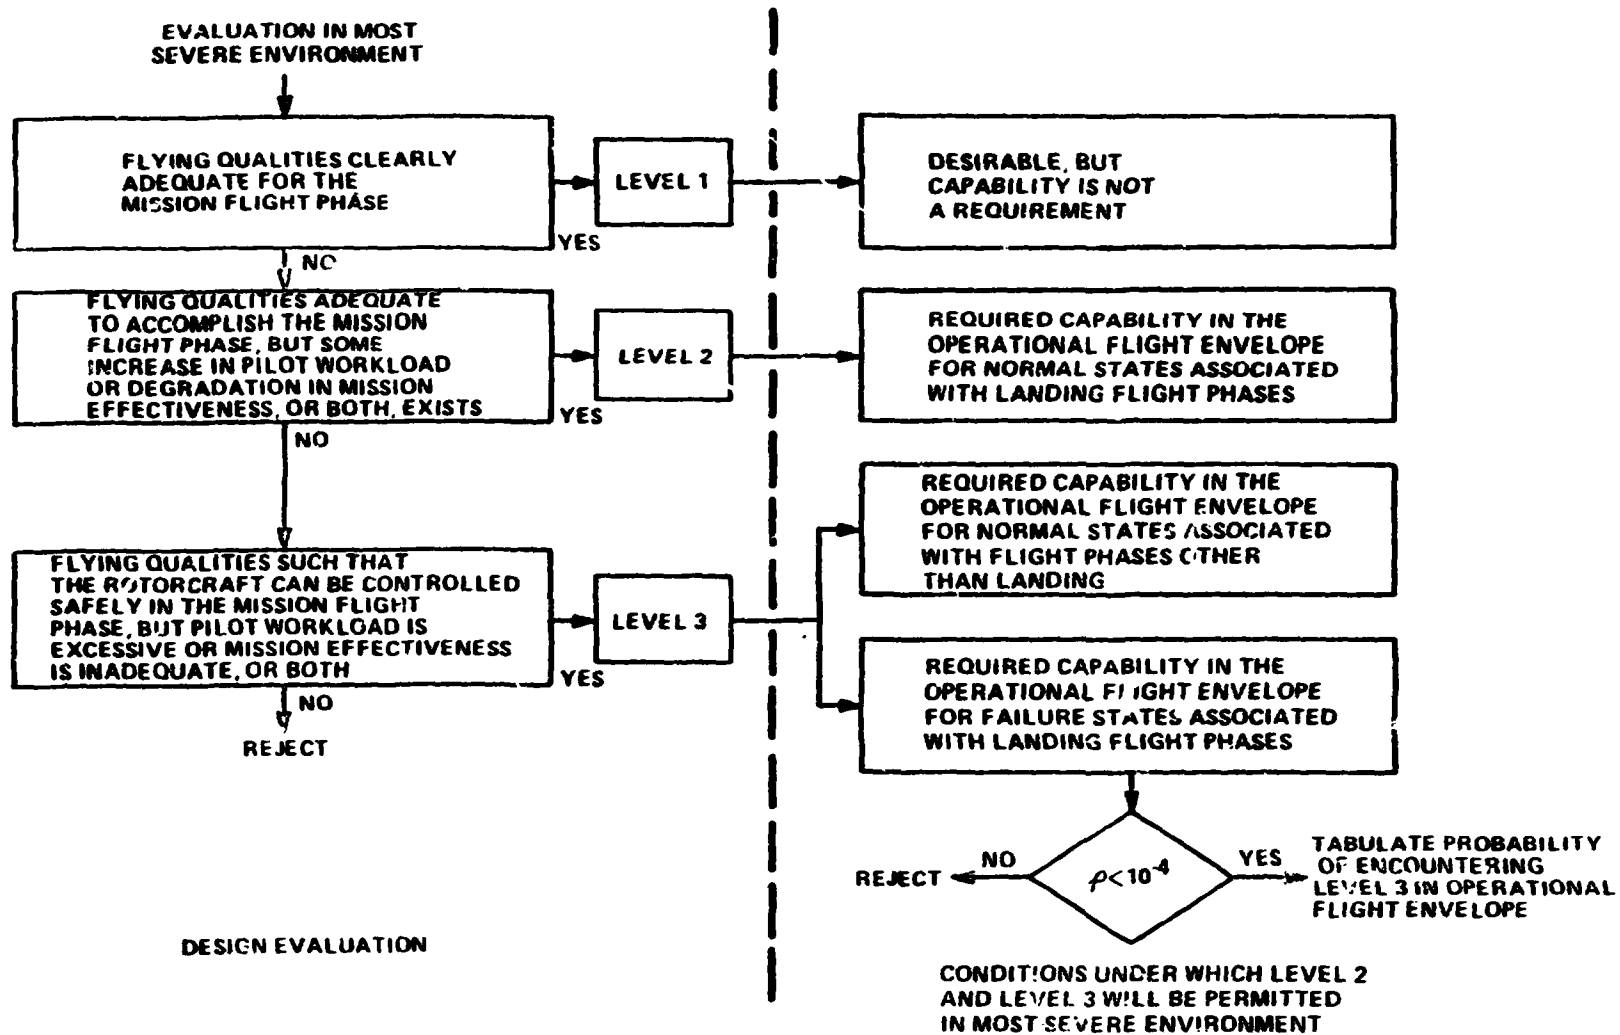 EVALUATION IN MOST
SEVERE ENVIRONMENT
FLYING QUALITIES CLEARLY
ADEQUATE FOR THE
MISSION FLIGHT PHASE
LEVEL 1
YES
NO
DESIRABLE, BUT
CAPABILITY IS NOT
A REQUIREMENT
FLYING QUALITIES ADEQUATE
TO ACCOMPLISH THE MISSION
FLIGHT PHASE, BUT SOME
INCREASE IN PILOT WORKLOAD
OR DEGRADATION IN MISSION
EFFECTIVENESS, OR BOTH, EXISTS
LEVEL 2
YES
NO
REQUIRED CAPABILITY IN THE
OPERATIONAL FLIGHT ENVELOPE
FOR NORMAL STATES ASSOCIATED
WITH LANDING FLIGHT PHASES
FLYING QUALITIES SUCH THAT
THE ROTORCRAFT CAN BE CONTROLLED
SAFELY IN THE MISSION FLIGHT
PHASE, BUT PILOT WORKLOAD IS
EXCESSIVE OR MISSION EFFECTIVENESS
IS INADEQUATE, OR BOTH
LEVEL 3
YES
NO
REJECT
REQUIRED CAPABILITY IN THE
OPERATIONAL FLIGHT ENVELOPE
FOR NORMAL STATES ASSOCIATED
WITH FLIGHT PHASES OTHER
THAN LANDING
REQUIRED CAPABILITY IN THE
OPERATIONAL FLIGHT ENVELOPE
FOR FAILURE STATES ASSOCIATED
WITH LANDING FLIGHT PHASES
REJECT
NO
ρ<10⁻⁴
YES
TABULATE PROBABILITY
OF ENCOUNTERING
LEVEL 3 IN OPERATIONAL
FLIGHT ENVELOPE
DESIGN EVALUATION
CONDITIONS UNDER WHICH LEVEL 2
AND LEVEL 3 WILL BE PERMITTED
IN MOST SEVERE ENVIRONMENT